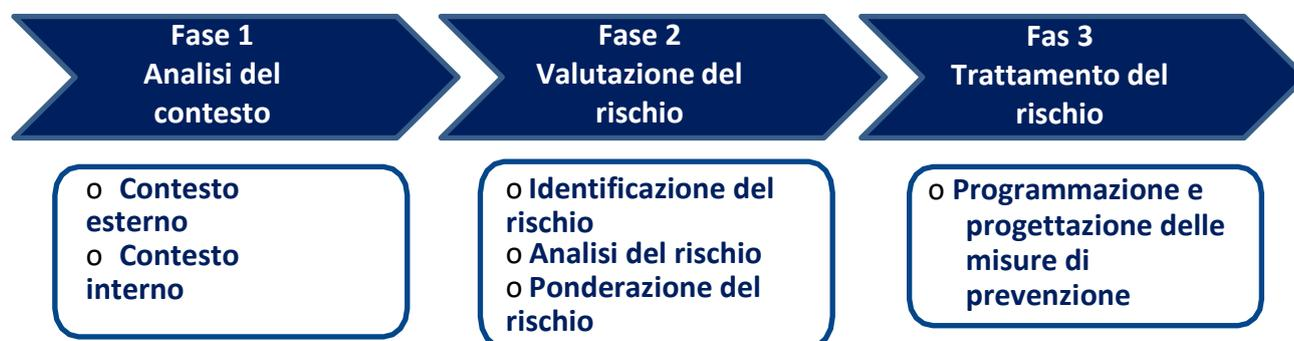 Fase 1
Analisi del
contesto
o Contesto
esterno
o Contesto
interno
Fase 2
Valutazione del
rischio
o Identificazione del
rischio
o Analisi del rischio
o Ponderazione del
rischio
Fas 3
Trattamento del
rischio
o Programmazione e
progettazione delle
misure di
prevenzione